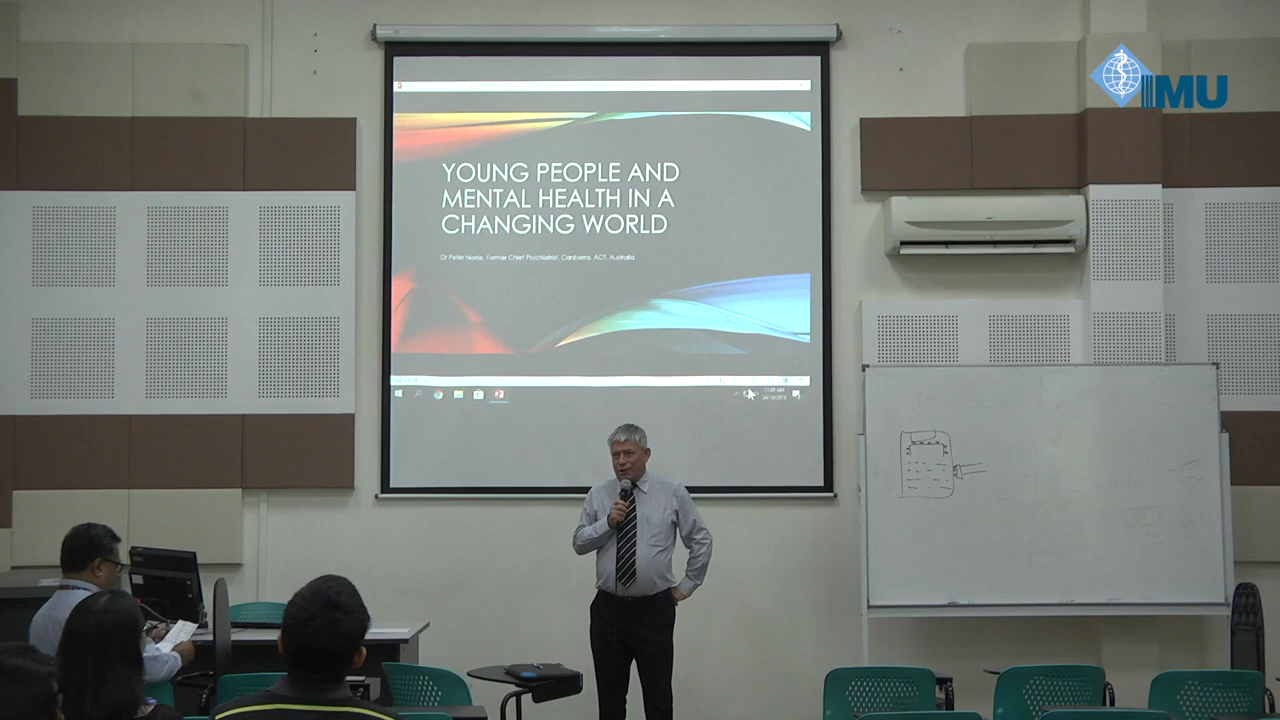 IMU
YOUNG PEOPLE AND
MENTAL HEALTH IN A
CHANGING WORLD
Dr Peter Norrie, Former Chief Psychiatrist, Canberra, ACT, Australia